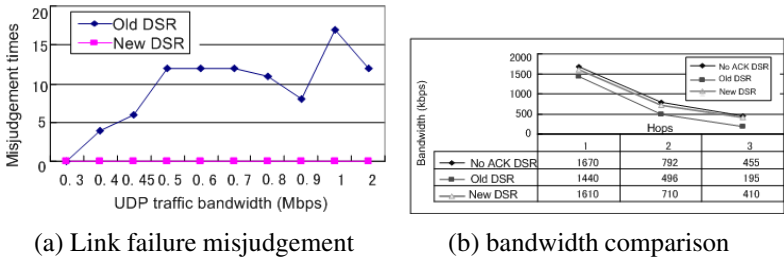 20
15
10
5
0
Misjudgement times
Old DSR
New DSR
0. 3 0. 4 0. 45 0. 5 0. 6 0. 7 0. 8 0. 9 1 2
UDP traffic bandwidth (Mbps)
(a) Link failure misjudgement
2000
1500
1000
500
0
Bandwidth (kbps)
No ACK DSR
Old DSR
New DSR
Hops
1 2 3
No ACK DSR 1670 792 455
Old DSR 1440 496 195
New DSR 1610 710 410
(b) bandwidth comparison